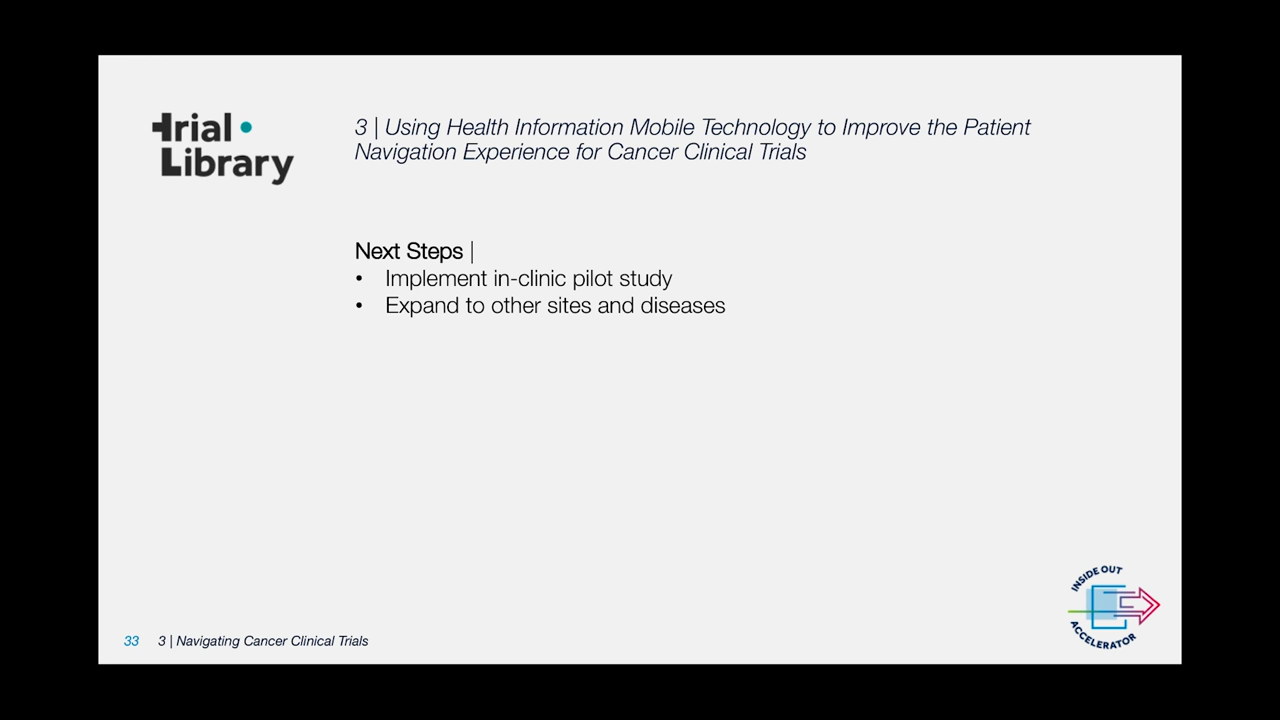 trial
Library
3 | Using Health Information Mobile Technology to Improve the Patient
Navigation Experience for Cancer Clinical Trials
Next Steps |
• Implement in-clinic pilot study
• Expand to other sites and diseases
INSIDE OUT
ACCELERATOR
33 3 | Navigating Cancer Clinical Trials